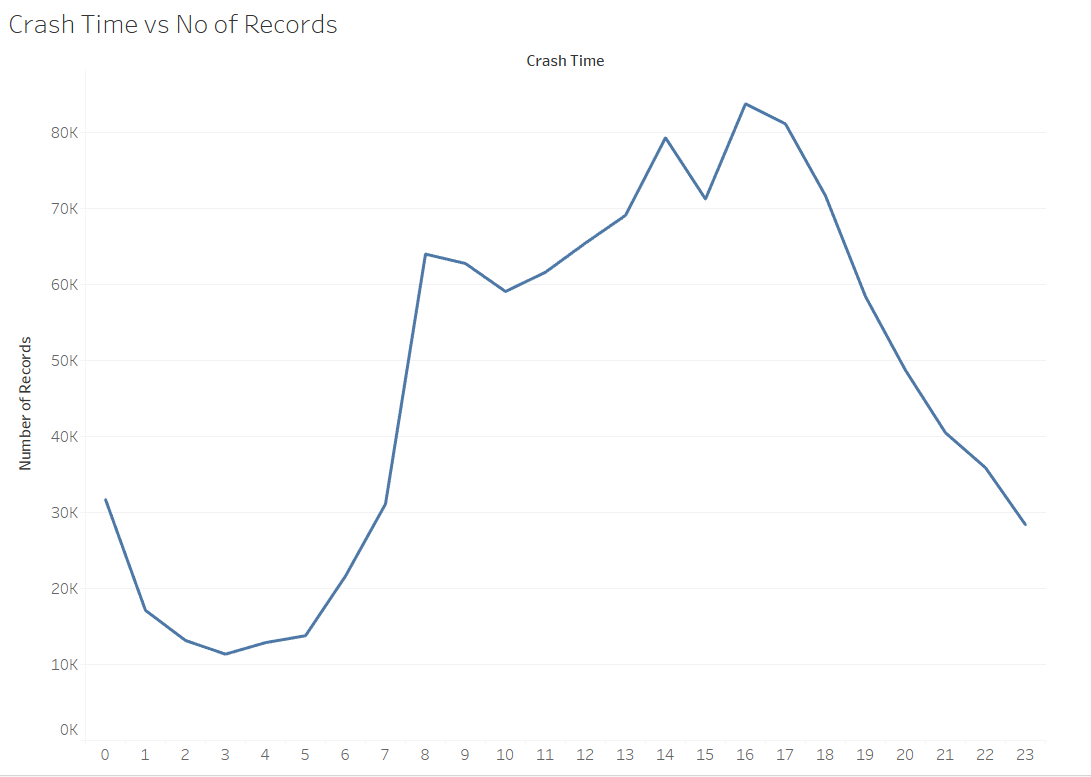 Crash Time vs No of Records
Crash Time
Number of Records
80K
70K
60K
50K
40K
30K
20K
10K
0K
0 1 2 3 4 5 6 7 8 9 10 11 12 13 14 15 16 17 18 19 20 21 22 23